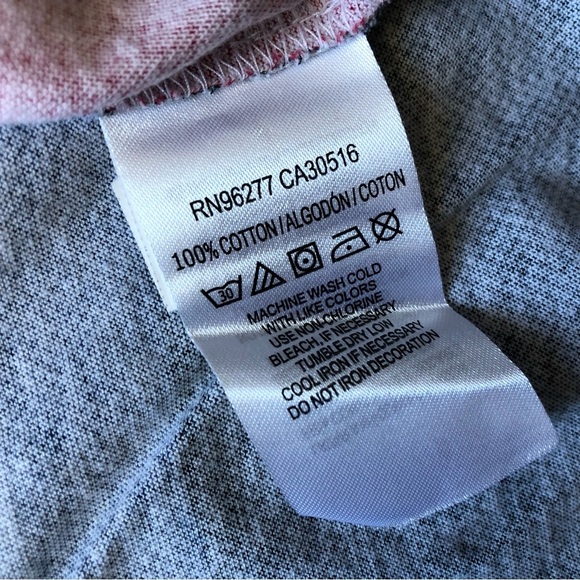 RN96277 CA30516
100% COTTON/ALGODÓN/COTON
30
MACHINE WASH COLD
WITH LIKE COLORS
USE NON-CHLORINE
BLEACH, IF NECESSARY
TUMBLE DRY LOW
COOL IRON IF NECESSARY
DO NOT IRON DECORATION